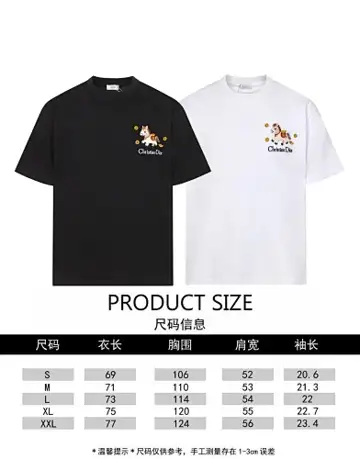 Christian Dior
Christian Dior
PRODUCT SIZE
尺码信息
尺码 衣长 胸围 肩宽 袖长
S 69 106 52 20.6
M 71 110 53 21.3
L 73 114 54 22
XL 75 120 55 22.7
XXL 77 124 56 23.4
*温馨提示*尺码仅供参考，手工测量存在1-3cm误差